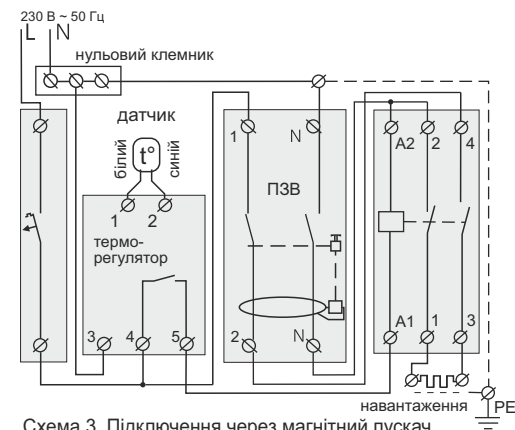 230 В ~ 50 Гц
L N
нульовий клемник
датчик
білий
t°
синій
1 2
термо-
регулятор
3 4 5
1 N
ПЗВ
2 N
A2 2 4
A1 1 3
навантаження
PE
Схема 3. Підключення через магнітний пускач